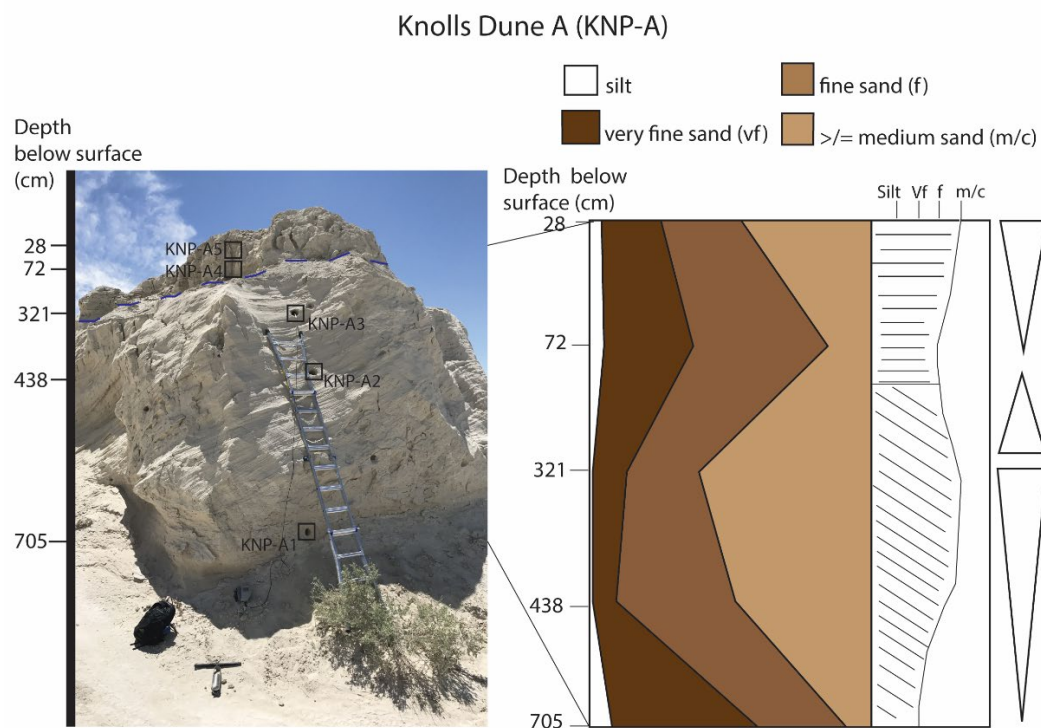 Knolls Dune A (KNP-A)
silt
fine sand (f)
very fine sand (vf)
>/= medium sand (m/c)
Depth
below surface
(cm)
28
72
321
438
705
KNP-A5
KNP-A4
KNP-A3
KNP-A2
KNP-A1
Depth below
surface (cm)
28
72
321
438
705
Silt Vf f m/c